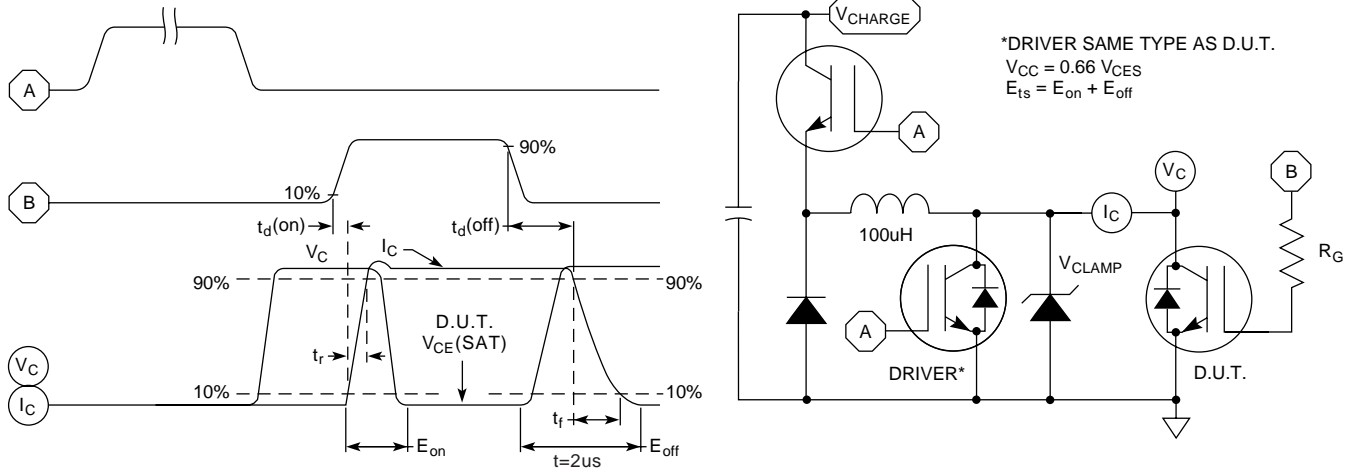 A
B
10%
90%
td(on)
td(off)
VC
IC
90%
90%
D.U.T.
VCE(SAT)
tr
VC
IC
10%
10%
tf
Eon
Eoff
t=2us
VCHARGE
*DRIVER SAME TYPE AS D.U.T.
VCC = 0.66 VCES
Ets = Eon + Eoff
A
VC
B
IC
100uH
RG
VCLAMP
A
DRIVER*
D.U.T.